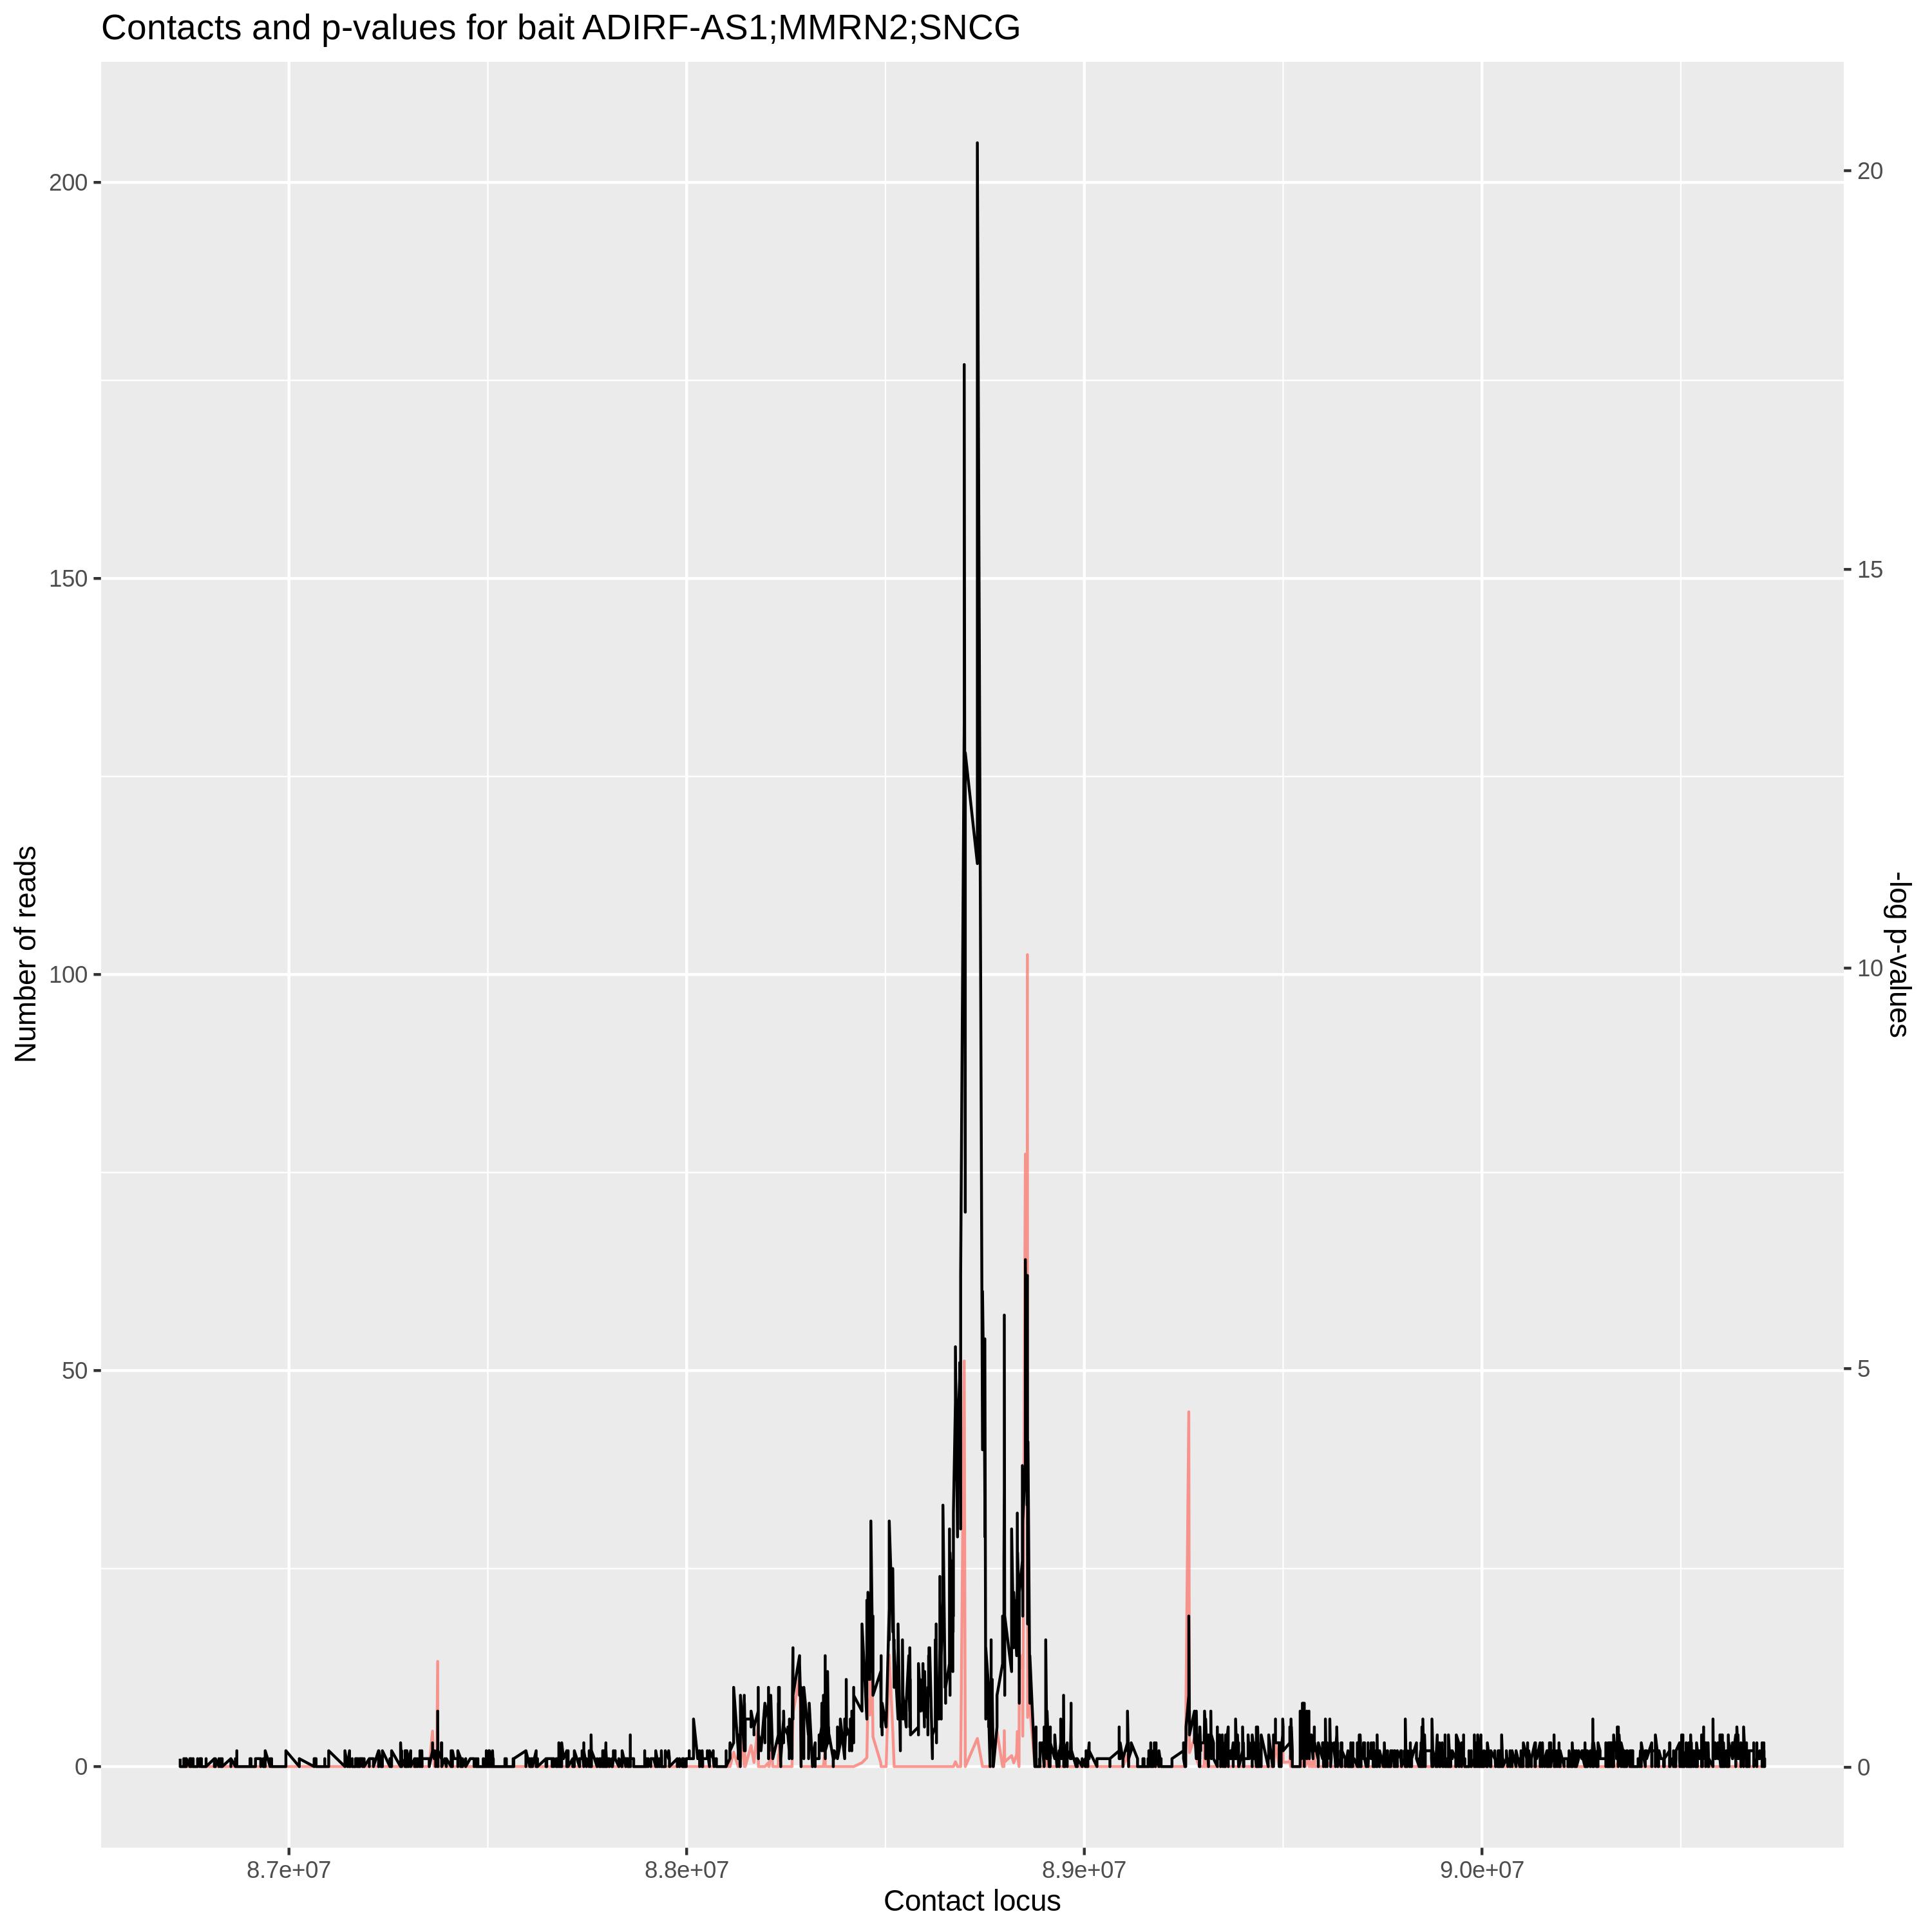 Contacts and p-values for bait ADIRF-AS1;MMRN2;SNCG
Number of reads
200
150
100
50
0
20
15
10
5
0
-log p-values
8.7e+07 8.8e+07 8.9e+07 9.0e+07
Contact locus